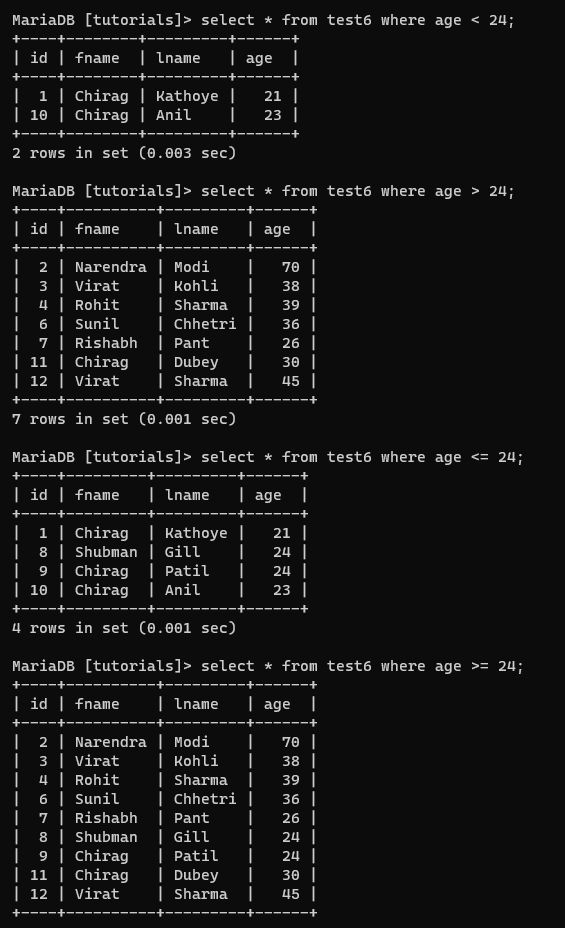 MariaDB [tutorials]> select * from test6 where age < 24;
+----+--------+---------+------+
| id | fname  | lname   | age  |
+----+--------+---------+------+
|  1 | Chirag | Kathoye |   21 |
| 10 | Chirag | Anil    |   23 |
+----+--------+---------+------+
2 rows in set (0.003 sec)

MariaDB [tutorials]> select * from test6 where age > 24;
+----+----------+---------+------+
| id | fname    | lname   | age  |
+----+----------+---------+------+
|  2 | Narendra | Modi    |   70 |
|  3 | Virat    | Kohli   |   38 |
|  4 | Rohit    | Sharma  |   39 |
|  6 | Sunil    | Chhetri |   36 |
|  7 | Rishabh  | Pant    |   26 |
| 11 | Chirag   | Dubey   |   30 |
| 12 | Virat    | Sharma  |   45 |
+----+----------+---------+------+
7 rows in set (0.001 sec)

MariaDB [tutorials]> select * from test6 where age <= 24;
+----+---------+---------+------+
| id | fname   | lname   | age  |
+----+---------+---------+------+
|  1 | Chirag  | Kathoye |   21 |
|  8 | Shubman | Gill    |   24 |
|  9 | Chirag  | Patil   |   24 |
| 10 | Chirag  | Anil    |   23 |
+----+---------+---------+------+
4 rows in set (0.001 sec)

MariaDB [tutorials]> select * from test6 where age >= 24;
+----+----------+---------+------+
| id | fname    | lname   | age  |
+----+----------+---------+------+
|  2 | Narendra | Modi    |   70 |
|  3 | Virat    | Kohli   |   38 |
|  4 | Rohit    | Sharma  |   39 |
|  6 | Sunil    | Chhetri |   36 |
|  7 | Rishabh  | Pant    |   26 |
|  8 | Shubman  | Gill    |   24 |
|  9 | Chirag   | Patil   |   24 |
| 11 | Chirag   | Dubey   |   30 |
| 12 | Virat    | Sharma  |   45 |
+----+----------+---------+------+